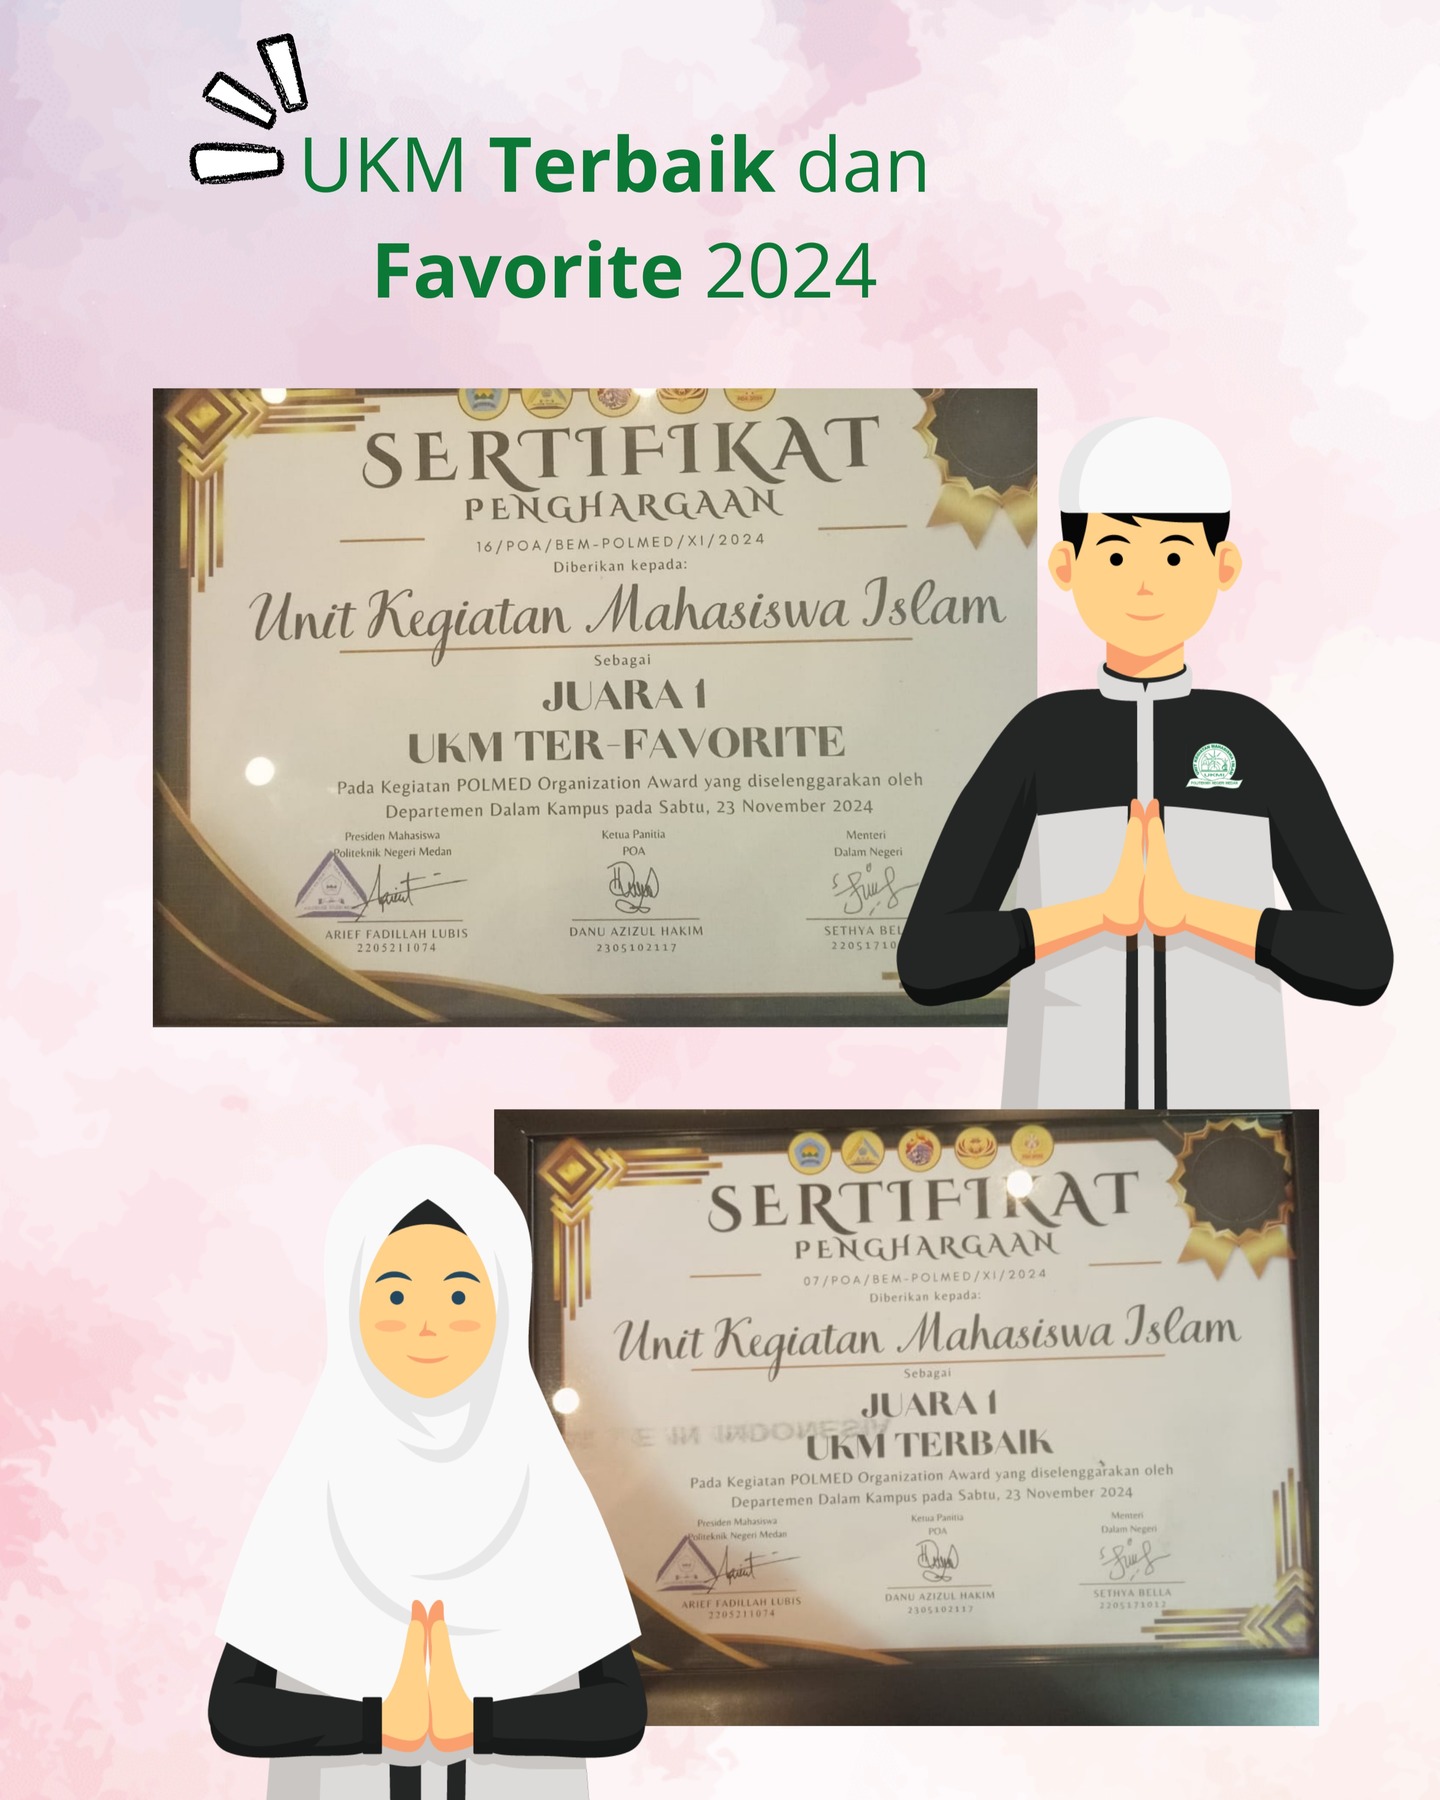 UKM Terbaik dan
Favorite 2024
SERTIFIKAT
PENGHARGAAN
16/POA/BEM-POLMED/XI/2024
Diberikan kepada:
Unit Kegiatan Mahasiswa Islam
Sebagai
JUARA 1
UKM TER-FAVORITE
Pada Kegiatan POLMED Organization Award yang diselenggarakan oleh
Departemen Dalam Kampus pada Sabtu, 23 November 2024
Presiden Mahasiswa
Politeknik Negeri Medan
Ketua Panitia
POA
Menteri
Dalam Negeri
ARIEF FADILLAH LUBIS
2205211074
DANU AZIZUL HAKIM
2305102117
SETHYA
UKMI
SERTIFIKAT
PENGHARGAAN
07/POA/BEM-POLMED/XI/2024
Diberikan kepada:
Unit Kegiatan Mahasiswa Islam
Sebagai
JUARA 1
UKM TERBAIK
Pada Kegiatan POLMED Organization Award yang diselenggarakan oleh
Departemen Dalam Kampus pada Sabtu, 23 November 2024
Presiden Mahasiswa
Politeknik Negeri Medan
Ketua Panitia
POA
Menteri
Dalam Negeri
ARIEF FADILLAH LUBIS
2205211074
DANU AZIZUL HAKIM
2305102117
SETHYA BELLA
2205171012